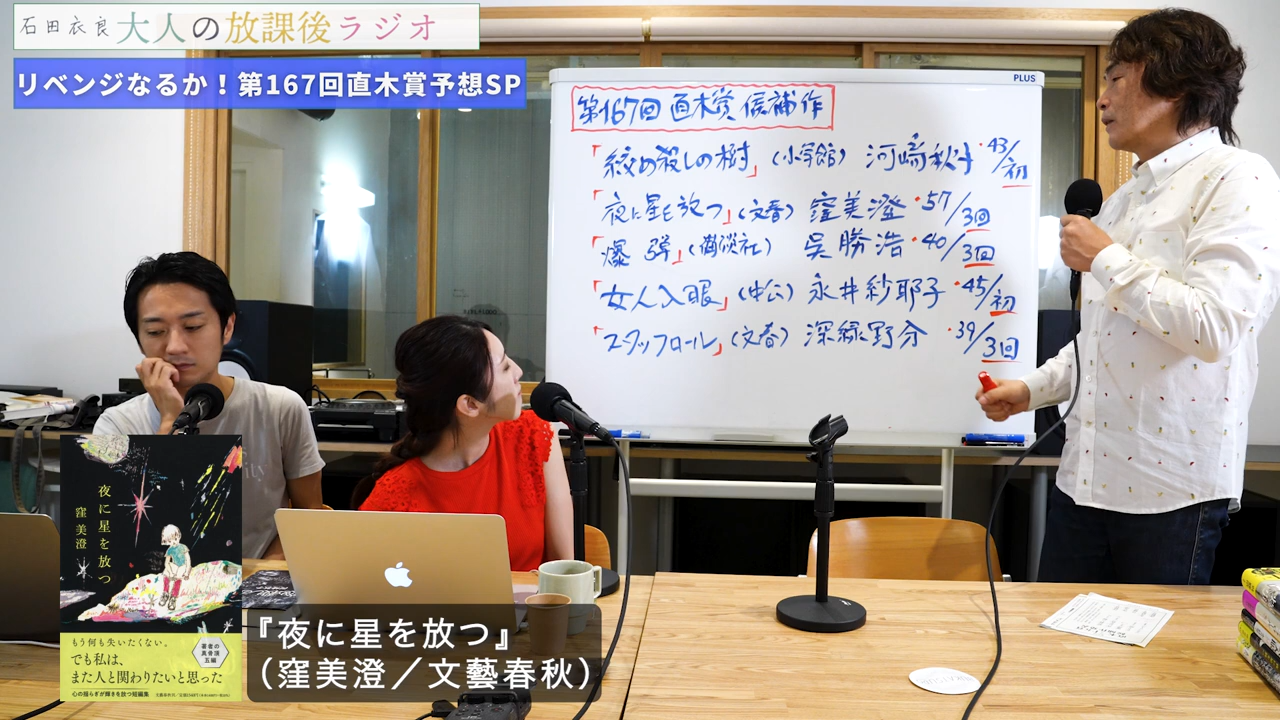 石田衣良 大人の放課後ラジオ
リベンジなるか！第167回直木賞予想SP
PLUS
第167回 直木賞 候補作
「絞め殺しの樹」（小学館） 河﨑秋子 ・43/初
「夜に星を放つ」（文春） 窪美澄 ・57/3回
「爆弾」（講談社） 呉勝浩 ・40/3回
「女人入眼」（中公） 永井紗耶子 ・45/初
「スタッフロール」（文春） 深緑野分 ・39/3回
夜に星を放つ
窪美澄
もう何も失いたくない。
でも私は、
また人と関わりたいと思った
著者の
真骨頂
五編
心の揺らぎが輝きを放つ短編集
『夜に星を放つ』
（窪美澄／文藝春秋）